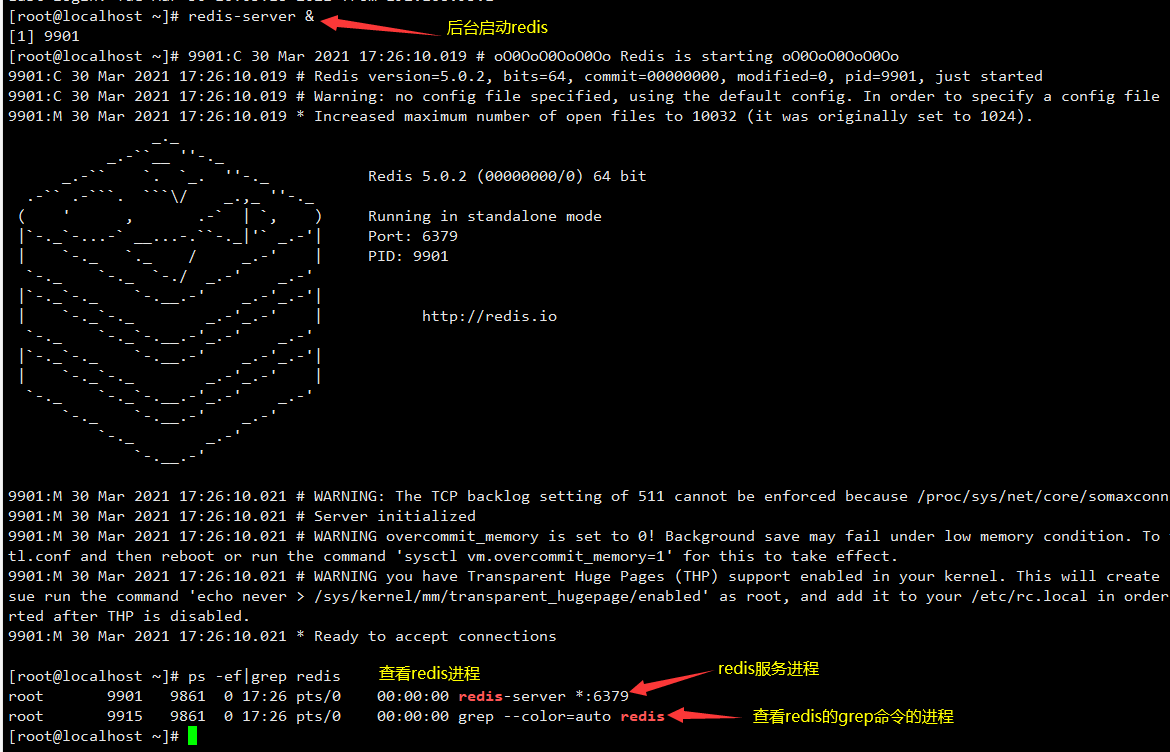 [root@localhost ~]# redis-server &
后台启动redis
[1] 9901
[root@localhost ~]# 9901:C 30 Mar 2021 17:26:10.019 # oO0OoO0OoO0Oo Redis is starting oO0OoO0OoO0Oo
9901:C 30 Mar 2021 17:26:10.019 # Redis version=5.0.2, bits=64, commit=00000000, modified=0, pid=9901, just started
9901:C 30 Mar 2021 17:26:10.019 # Warning: no config file specified, using the default config. In order to specify a config file
9901:M 30 Mar 2021 17:26:10.019 * Increased maximum number of open files to 10032 (it was originally set to 1024).
Redis 5.0.2 (00000000/0) 64 bit
Running in standalone mode
Port: 6379
PID: 9901
http://redis.io
9901:M 30 Mar 2021 17:26:10.021 # WARNING: The TCP backlog setting of 511 cannot be enforced because /proc/sys/net/core/somaxconn
9901:M 30 Mar 2021 17:26:10.021 # Server initialized
9901:M 30 Mar 2021 17:26:10.021 # WARNING overcommit_memory is set to 0! Background save may fail under low memory condition. To
tl.conf and then reboot or run the command 'sysctl vm.overcommit_memory=1' for this to take effect.
9901:M 30 Mar 2021 17:26:10.021 # WARNING you have Transparent Huge Pages (THP) support enabled in your kernel. This will create
sue run the command 'echo never > /sys/kernel/mm/transparent_hugepage/enabled' as root, and add it to your /etc/rc.local in order
rted after THP is disabled.
9901:M 30 Mar 2021 17:26:10.021 * Ready to accept connections
[root@localhost ~]# ps -ef|grep redis
查看redis进程
redis服务进程
root 9901 9861 0 17:26 pts/0 00:00:00 redis-server *:6379
root 9915 9861 0 17:26 pts/0 00:00:00 grep --color=auto redis
查看redis的grep命令的进程
[root@localhost ~]#